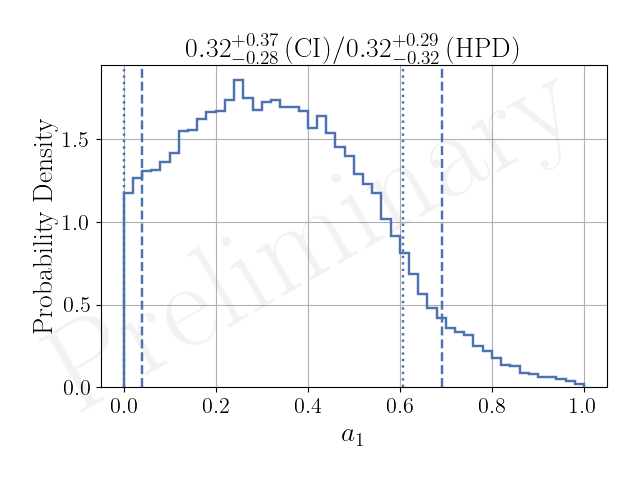 0.32^{+0.37}_{-0.28} (CI)/0.32^{+0.29}_{-0.32} (HPD)
Probability Density
1.5
1.0
0.5
0.0
0.0 0.2 0.4 0.6 0.8 1.0
a_1
Preliminary